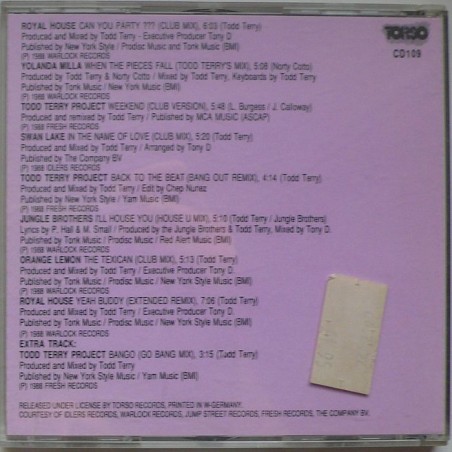 ROYAL HOUSE CAN YOU PARTY ??? (CLUB MIX), 6:09 (Todd Terry)
Produced and Mixed by Todd Terry - Executive Producer Tony D
Published by New York Style / Prodisc Music and Tonk Music (BMI)
(P) 1988 WARLOCK RECORDS
TORSO
CD109
YOLANDA MILLA WHEN THE PIECES FALL (TODD TERRY'S MIX), 5:08 (Norty Cotto)
Produced by Todd Terry & Norty Cotto / Mixed by Todd Terry, Keyboards by Todd Terry
Published by Tonk Music / New York Music (BMI)
(P) 1988 WARLOCK RECORDS
TODD TERRY PROJECT WEEKEND (CLUB VERSION), 5:48 (L. Burgess / J. Calloway)
Produced and remixed by Todd Terry / Published by MCA MUSIC (ASCAP)
(P) 1988 FRESH RECORDS
SWAN LAKE IN THE NAME OF LOVE (CLUB MIX), 5:20 (Todd Terry)
Produced and Mixed by Todd Terry / Arranged by Tony D
Published by The Company BV
(P) 1988 IDLERS RECORDS
TODD TERRY PROJECT BACK TO THE BEAT (BANG OUT REMIX), 4:14 (Todd Terry)
Produced and Mixed by Todd Terry / Edit by Chep Nunez
Published by New York Style / Yam Music (BMI)
(P) 1988 FRESH RECORDS
JUNGLE BROTHERS I'LL HOUSE YOU (HOUSE U MIX), 5:10 (Todd Terry / Jungle Brothers)
Lyrics by P. Hall & M. Small / Produced by the Jungle Brothers & Todd Terry, Mixed by Tony D.
Published by Tonk Music / Prodisc Music / Red Alert Music (BMI)
(P) 1988 WARLOCK RECORDS
ORANGE LEMON THE TEXICAN (CLUB MIX), 5:13 (Todd Terry)
Produced and Mixed by Todd Terry / Executive Producer Tony D.
Published by Tonk Music / Prodisc Music / New York Style Music (BMI)
(P) 1988 WARLOCK RECORDS
ROYAL HOUSE YEAH BUDDY (EXTENDED REMIX), 7:06 (Todd Terry)
Produced and Mixed by Todd Terry / Executive Producer Tony D.
Published by Tonk Music / Prodisc Music / New York Style Music (BMI)
(P) 1988 WARLOCK RECORDS
EXTRA TRACK:
TODD TERRY PROJECT BANGO (GO BANG MIX), 3:15 (Todd Terry)
Produced and Mixed by Todd Terry
Published by New York Style Music / Yam Music (BMI)
(P) 1988 FRESH RECORDS
RELEASED UNDER LICENSE BY TORSO RECORDS, PRINTED IN W-GERMANY.
COURTESY OF IDLERS RECORDS, WARLOCK RECORDS, JUMP STREET RECORDS, FRESH RECORDS, THE COMPANY BV.